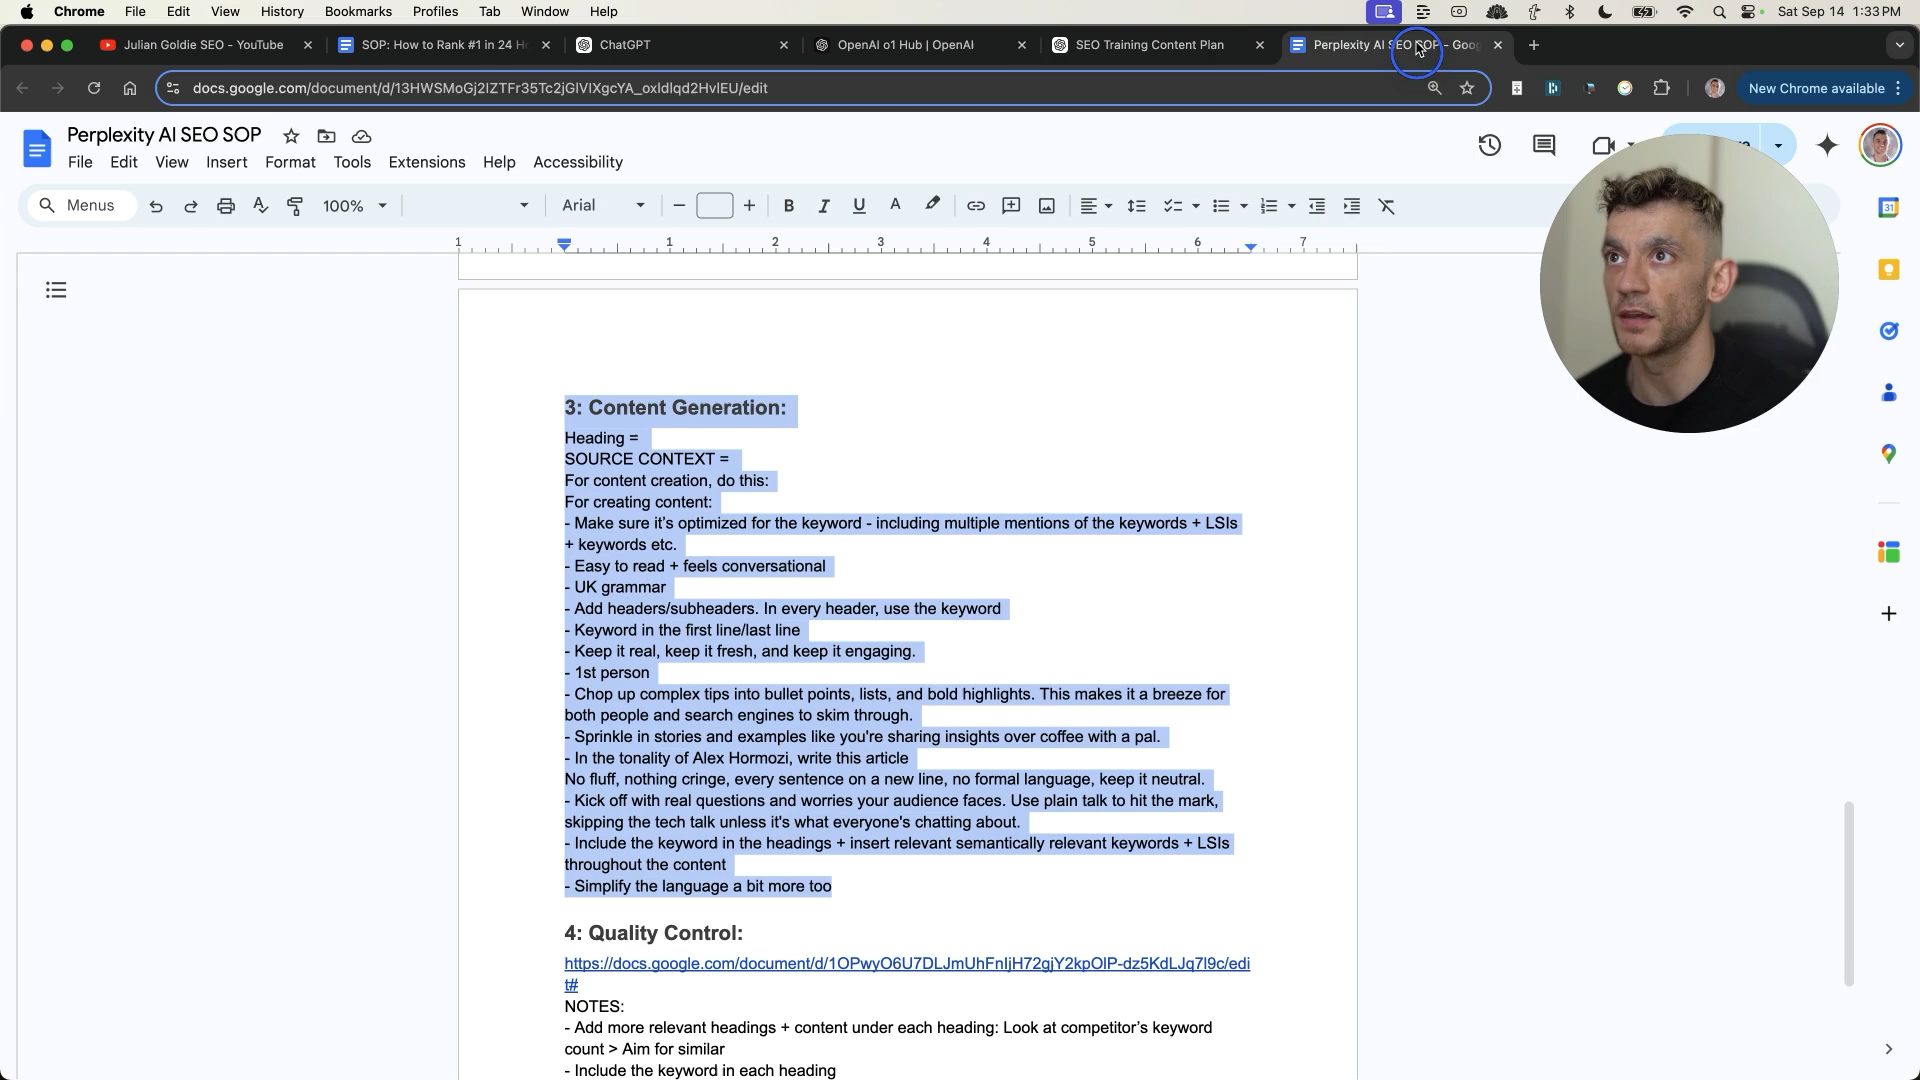 Chrome File Edit View History Bookmarks Profiles Tab Window Help Sat Sep 14 1:33 PM
Julian Goldie SEO - YouTube SOP: How to Rank #1 in 24 H ChatGPT OpenAI o1 Hub | OpenAI SEO Training Content Plan Perplexity AI SEO SOP - Goog
docs.google.com/document/d/13HWSMoGj2IZTFr35Tc2jGlVIXgcYA_oxIdlqd2HvIEU/edit New Chrome available
Perplexity AI SEO SOP
File Edit View Insert Format Tools Extensions Help Accessibility
Menus 100% Arial
1 1 2 3 4 5 6 7
3: Content Generation:
Heading =
SOURCE CONTEXT =
For content creation, do this:
For creating content:
- Make sure it's optimized for the keyword - including multiple mentions of the keywords + LSIs
+ keywords etc.
- Easy to read + feels conversational
- UK grammar
- Add headers/subheaders. In every header, use the keyword
- Keyword in the first line/last line
- Keep it real, keep it fresh, and keep it engaging.
- 1st person
- Chop up complex tips into bullet points, lists, and bold highlights. This makes it a breeze for
both people and search engines to skim through.
- Sprinkle in stories and examples like you're sharing insights over coffee with a pal.
- In the tonality of Alex Hormozi, write this article
No fluff, nothing cringe, every sentence on a new line, no formal language, keep it neutral.
- Kick off with real questions and worries your audience faces. Use plain talk to hit the mark,
skipping the tech talk unless it's what everyone's chatting about.
- Include the keyword in the headings + insert relevant semantically relevant keywords + LSIs
throughout the content
- Simplify the language a bit more too
4: Quality Control:
https://docs.google.com/document/d/1OPwyO6U7DLJmUhFnIjH72gjY2kpOlP-dz5KdLJq7l9c/edi
t#
NOTES:
- Add more relevant headings + content under each heading: Look at competitor's keyword
count > Aim for similar
- Include the keyword in each heading